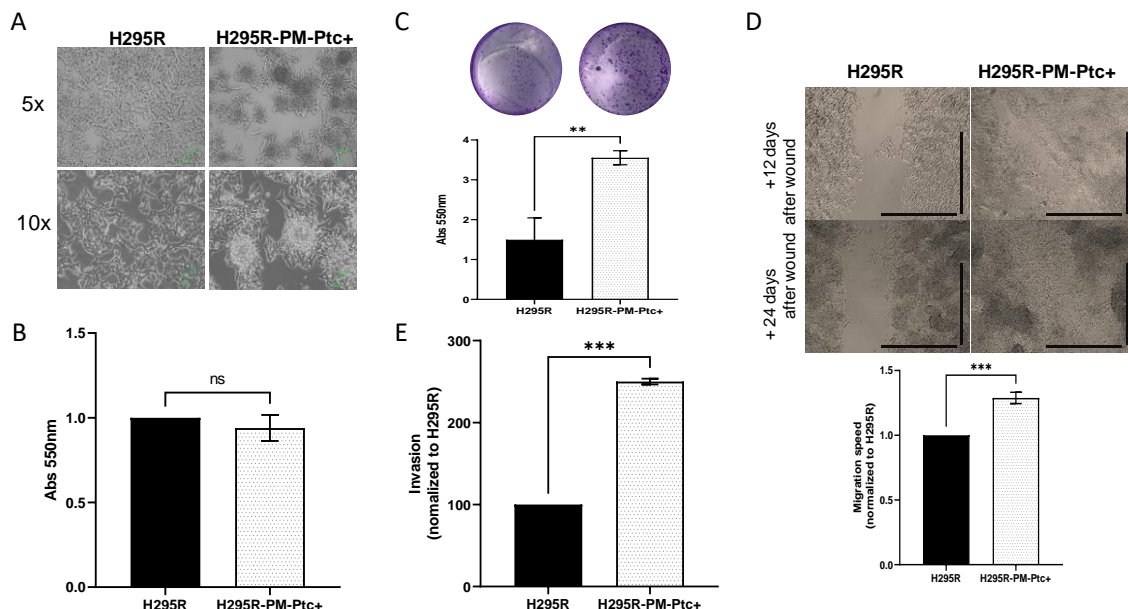 A
H295R
H295R-PM-Ptc+
5x
10x
B
ns
Abs 550nm
1.5
1.0
0.5
0.0
H295R
H295R-PM-Ptc+
C
**
Abs 550nm
4
3
2
1
0
H295R
H295R-PM-Ptc+
E
***
Invasion
(normalized to H295R)
300
200
100
0
H295R
H295R-PM-Ptc+
D
H295R
H295R-PM-Ptc+
+12 days
after wound
+ 24 days
after wound
***
Migration speed
(normalized to H295R)
1.5
1.0
0.5
0.0
H295R
H295R-PM-Ptc+